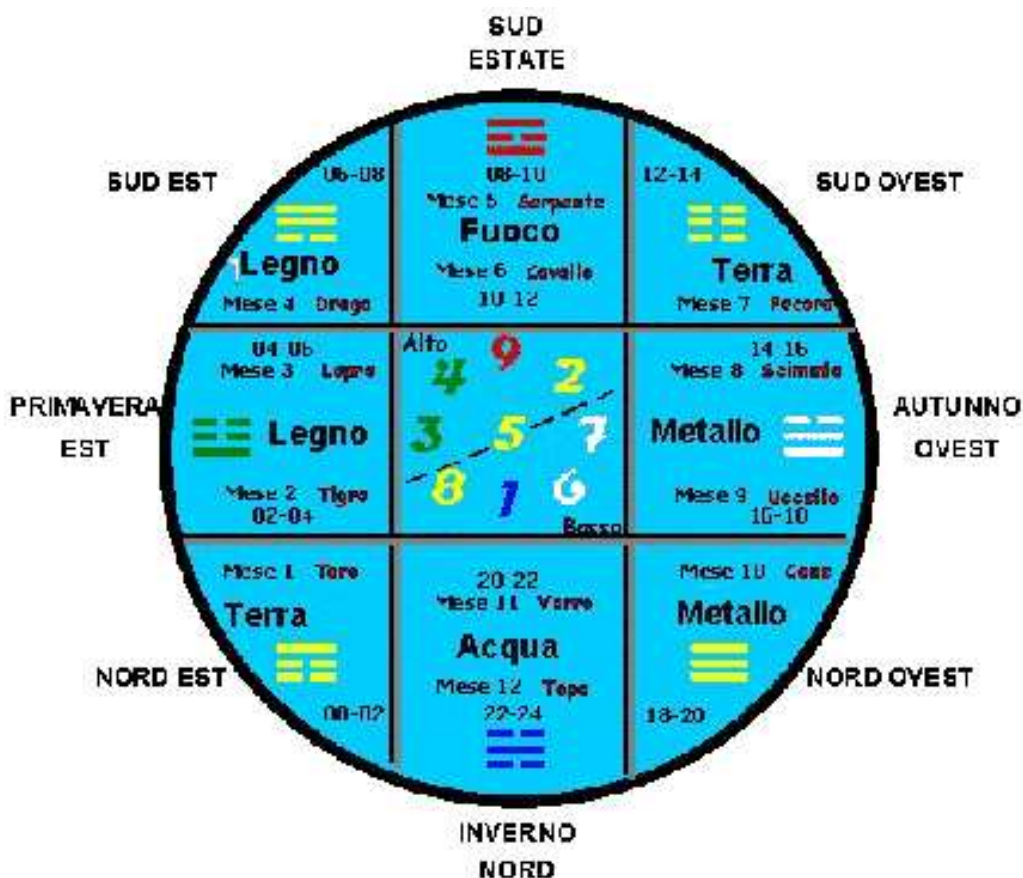 SUD
ESTATE
SUD EST
06-08
08-10
12-14
SUD OVEST
Mese 5 Serpente
Fuoco
Legno
Mese 6 Cavallo
Terra
Mese 4 Drago
10-12
Mese 7 Pecora
04-06
Alto
9
14-16
Mese 3 Lepre
4
2
Mese 8 Scimmia
PRIMAVERA
EST
Legno
3
5
7
Metallo
AUTUNNO
OVEST
Mese 2 Tigre
02-04
8
1
6
Mese 9 Uccello
Basso
Mese 1 Toro
20-22
Mese 10 Cane
Terra
Mese 11 Verro
Metallo
Acqua
NORD EST
Mese 12 Topo
NORD OVEST
00-02
22-24
18-20
INVERNO
NORD